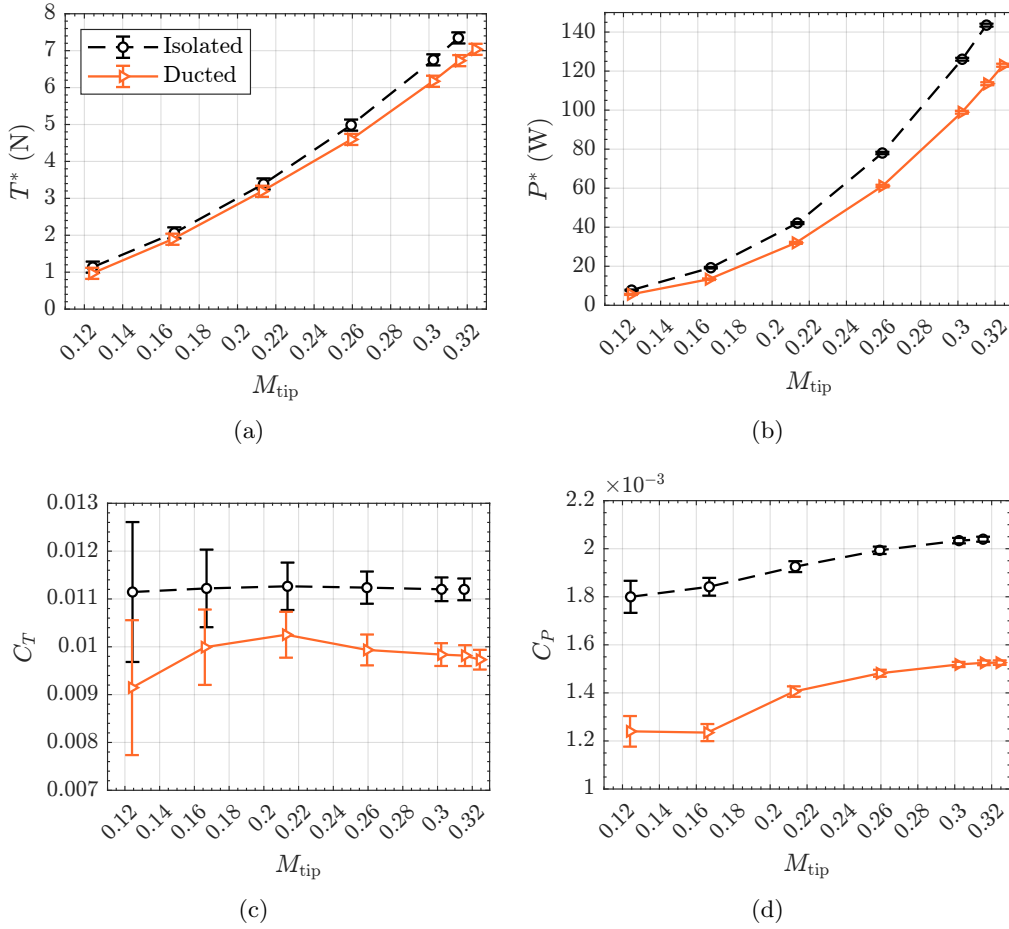 8
7
6
5
4
3
2
1
0
T* (N)
Isolated
Ducted
0.12 0.14 0.16 0.18 0.2 0.22 0.24 0.26 0.28 0.3 0.32
M_tip
(a)
140
120
100
80
60
40
20
0
P* (W)
0.12 0.14 0.16 0.18 0.2 0.22 0.24 0.26 0.28 0.3 0.32
M_tip
(b)
0.013
0.012
0.011
0.01
0.009
0.008
0.007
C_T
0.12 0.14 0.16 0.18 0.2 0.22 0.24 0.26 0.28 0.3 0.32
M_tip
(c)
×10⁻³
2.2
2
1.8
1.6
1.4
1.2
1
C_P
0.12 0.14 0.16 0.18 0.2 0.22 0.24 0.26 0.28 0.3 0.32
M_tip
(d)